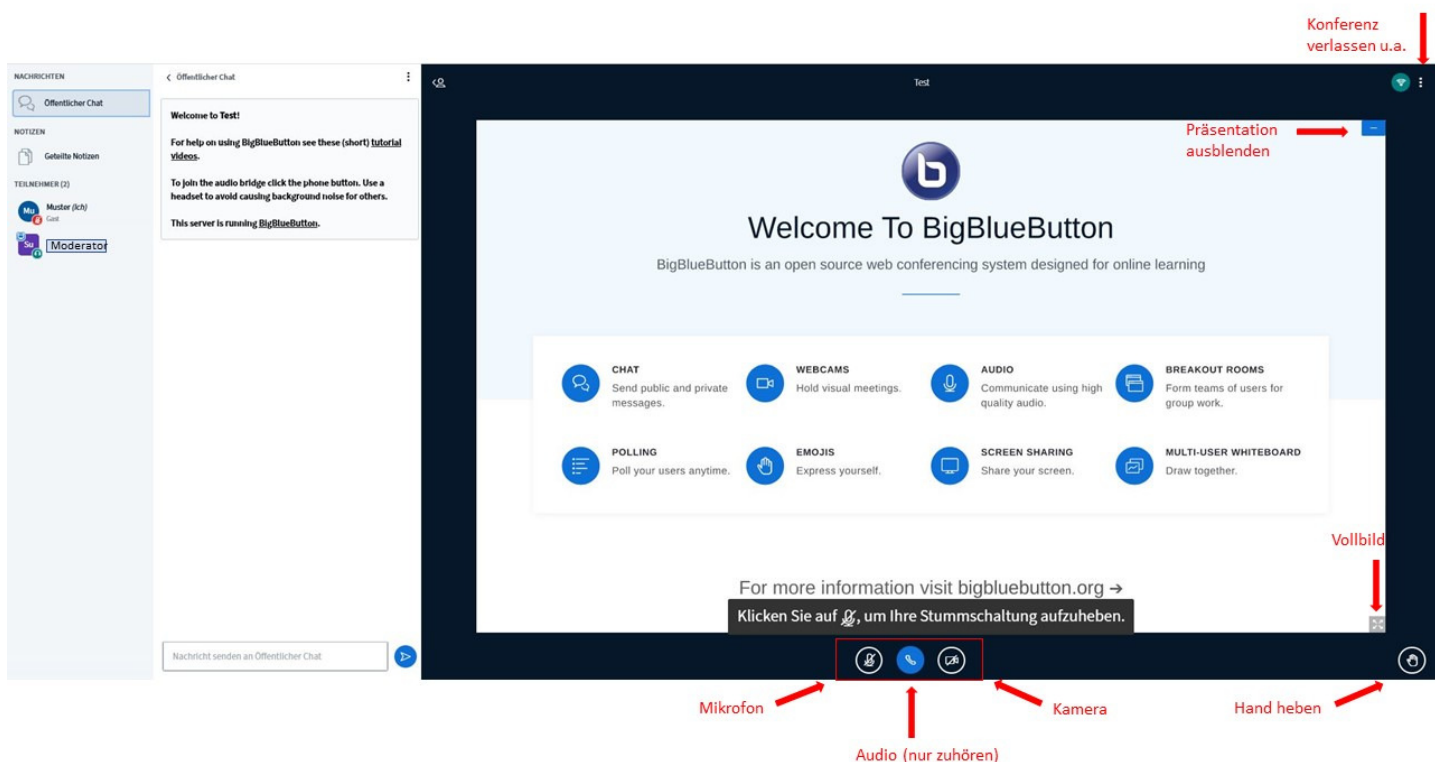 Konferenz
verlassen u.a.
NACHRICHTEN
Öffentlicher Chat
NOTIZEN
Geteilte Notizen
TEILNEHMER (2)
Mu
Muster (Ich)
Gast
Su
Moderator
Öffentlicher Chat
Welcome to Test!
For help on using BigBlueButton see these (short) tutorial
videos.
To join the audio bridge click the phone button. Use a
headset to avoid causing background noise for others.
This server is running BigBlueButton.
Nachricht senden an Öffentlicher Chat
Test
Präsentation
ausblenden
b
Welcome To BigBlueButton
BigBlueButton is an open source web conferencing system designed for online learning
CHAT
Send public and private
messages.
WEBCAMS
Hold visual meetings.
AUDIO
Communicate using high
quality audio.
BREAKOUT ROOMS
Form teams of users for
group work.
POLLING
Poll your users anytime.
EMOJIS
Express yourself.
SCREEN SHARING
Share your screen.
MULTI-USER WHITEBOARD
Draw together.
Vollbild
For more information visit bigbluebutton.org →
Klicken Sie auf , um Ihre Stummschaltung aufzuheben.
Mikrofon
Kamera
Hand heben
Audio (nur zuhören)